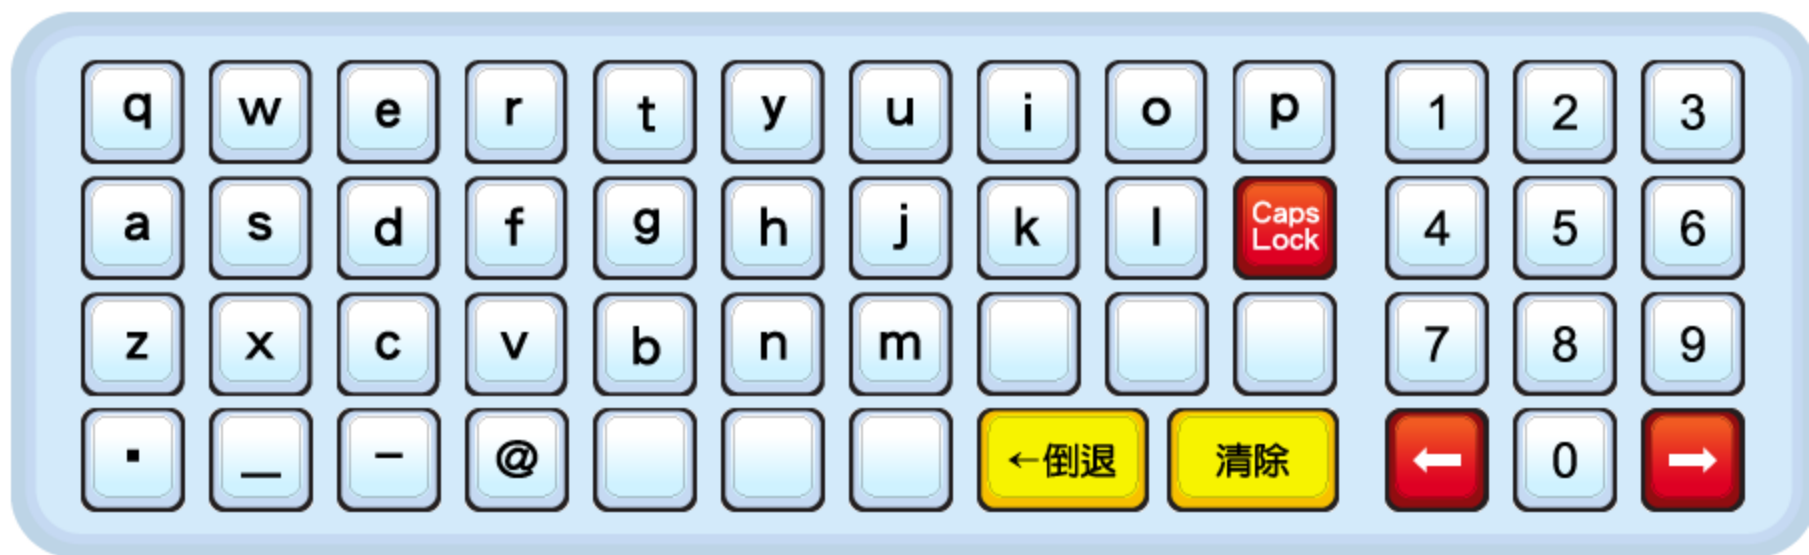 q w e r t y u i o p 1 2 3
a s d f g h j k l Caps Lock 4 5 6
z x c v b n m 7 8 9
. _ - @ ←倒退 清除 ← 0 →